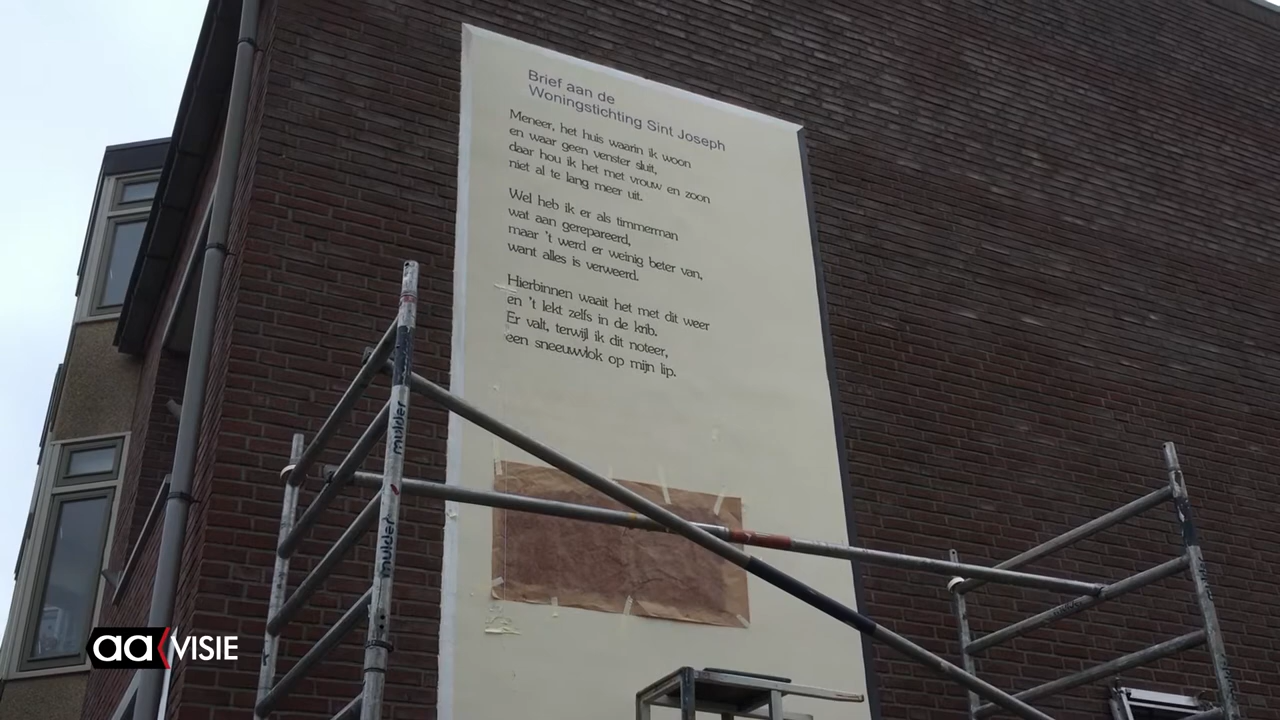 Brief aan de
Woningstichting Sint Joseph
Meneer, het huis waarin ik woon
en waar geen venster sluit,
daar hou ik het met vrouw en zoon
niet al te lang meer uit.
Wel heb ik er als timmerman
wat aan gerepareerd,
maar 't werd er weinig beter van,
want alles is verweerd.
Hierbinnen waait het met dit weer
en 't lekt zelfs in de krib.
Er valt, terwijl ik dit noteer,
een sneeuwvlok op mijn lip.
mulder
mulder
aa VISIE